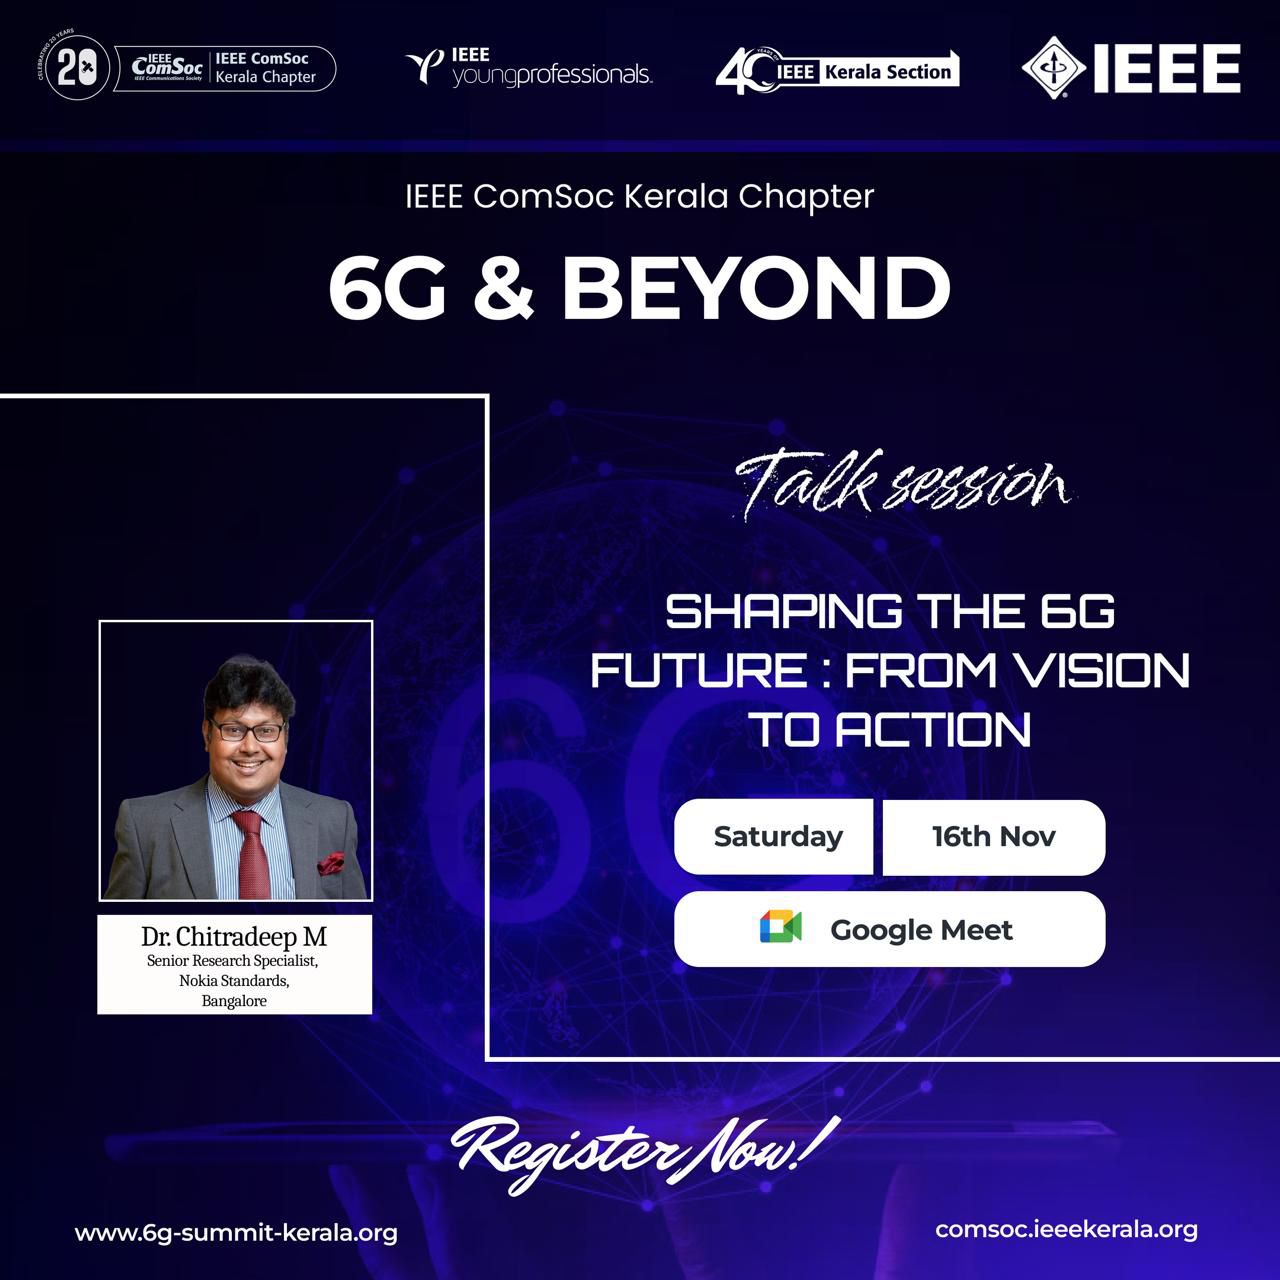 CELEBRATING 20 YEARS
20
IEEE
ComSoc
IEEE Communications Society
IEEE ComSoc
Kerala Chapter
IEEE
youngprofessionals
40
YEARS
IEEE Kerala Section
IEEE
IEEE ComSoc Kerala Chapter
6G & BEYOND
Talk session
SHAPING THE 6G
FUTURE : FROM VISION
TO ACTION
6G
Saturday
16th Nov
Google Meet
Dr. Chitradeep M
Senior Research Specialist,
Nokia Standards,
Bangalore
Register Now!
www.6g-summit-kerala.org
comsoc.ieeekerala.org